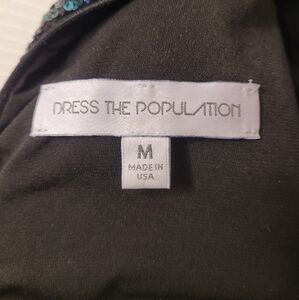 DRESS THE POPULATION
M
MADE IN
USA